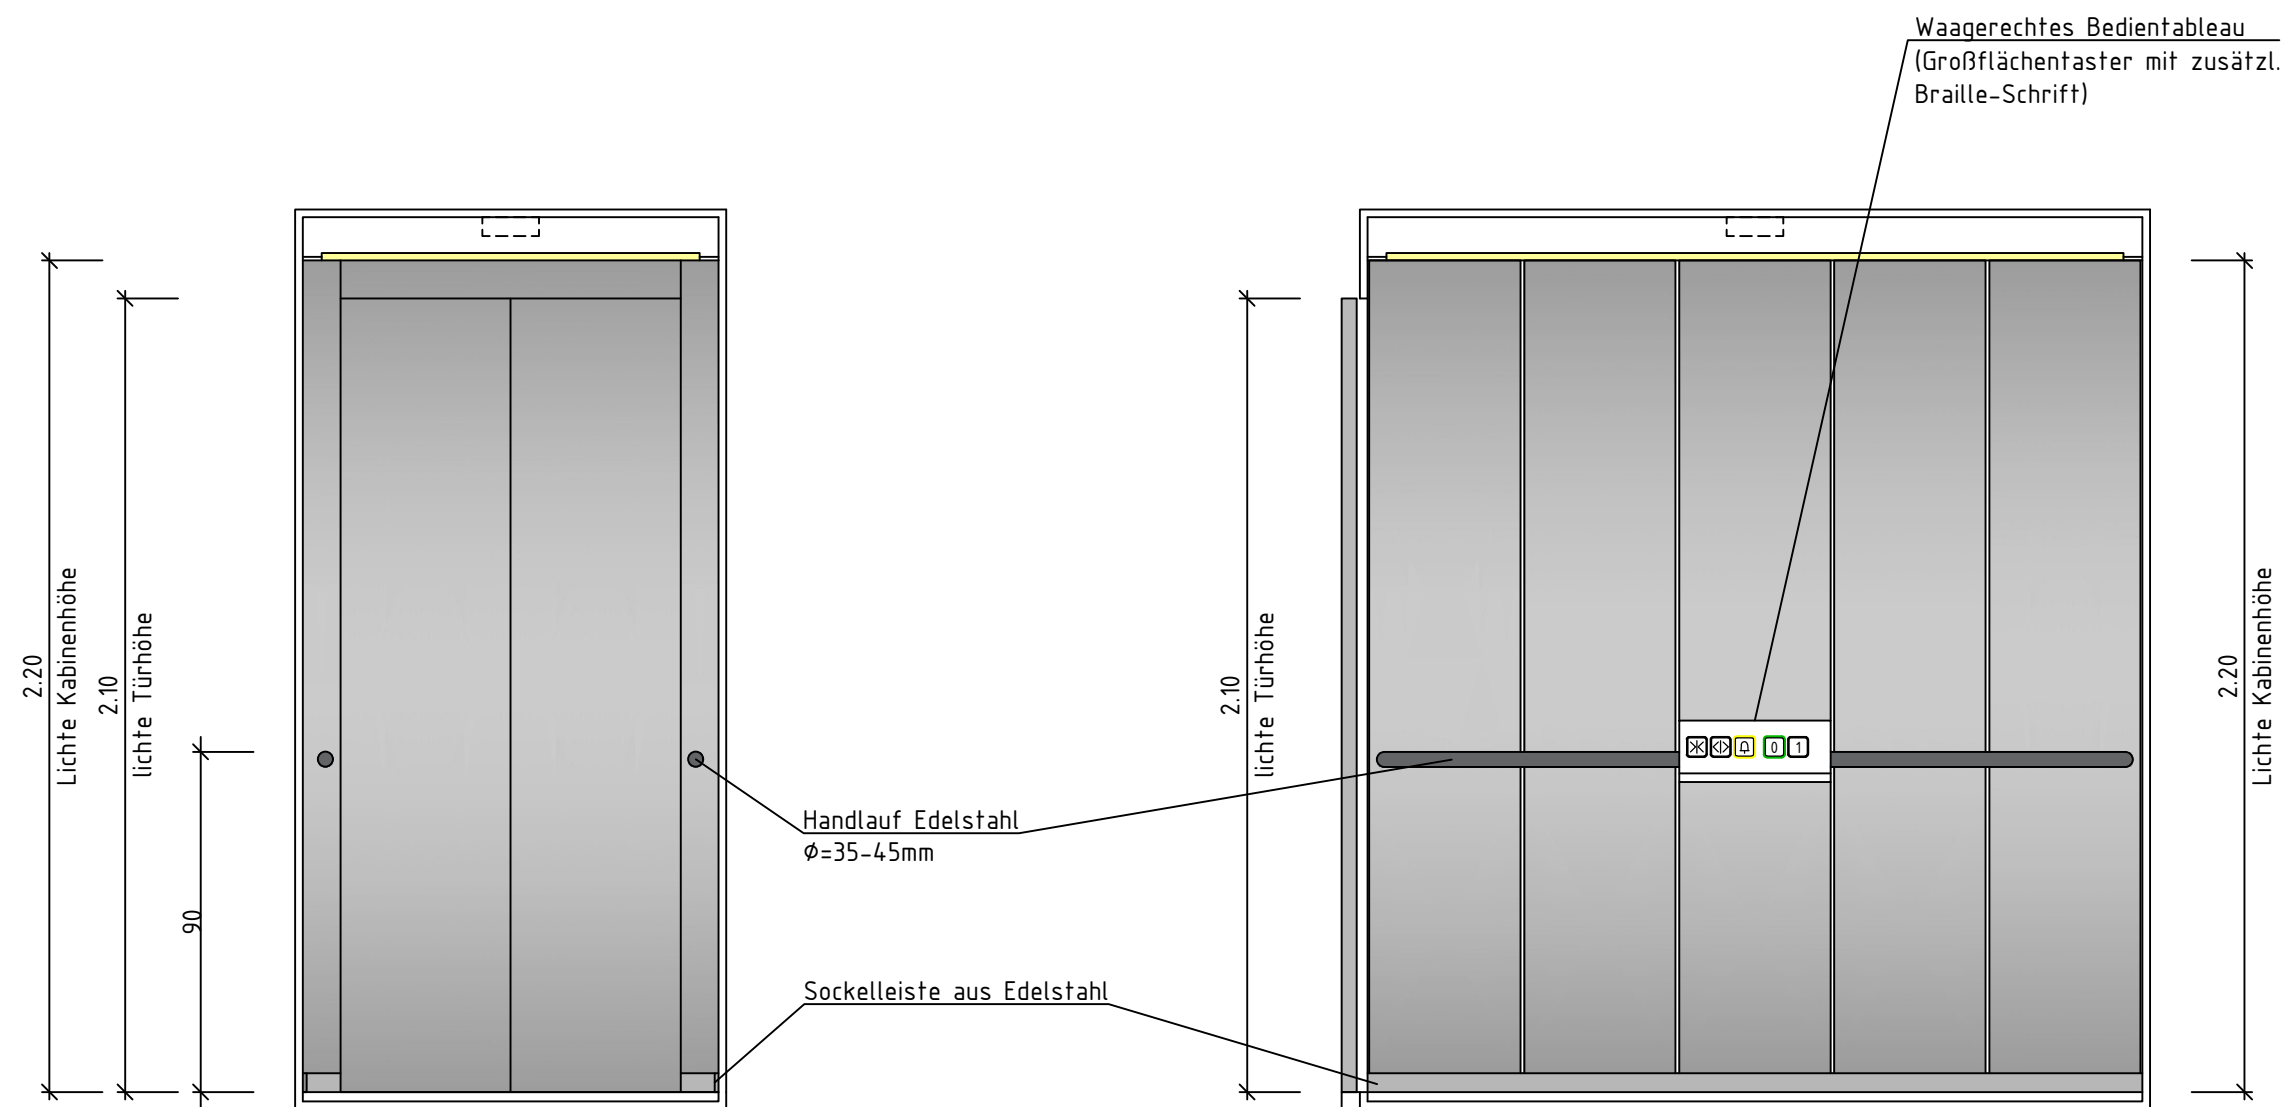 Waagerechtes Bedientableau
(Großflächentaster mit zusätzl.
Braille-Schrift)
2.20
Lichte Kabinenhöhe
2.10
lichte Türhöhe
90
Handlauf Edelstahl
Ø=35-45mm
Sockelleiste aus Edelstahl
2.10
lichte Türhöhe
0 1
2.20
Lichte Kabinenhöhe